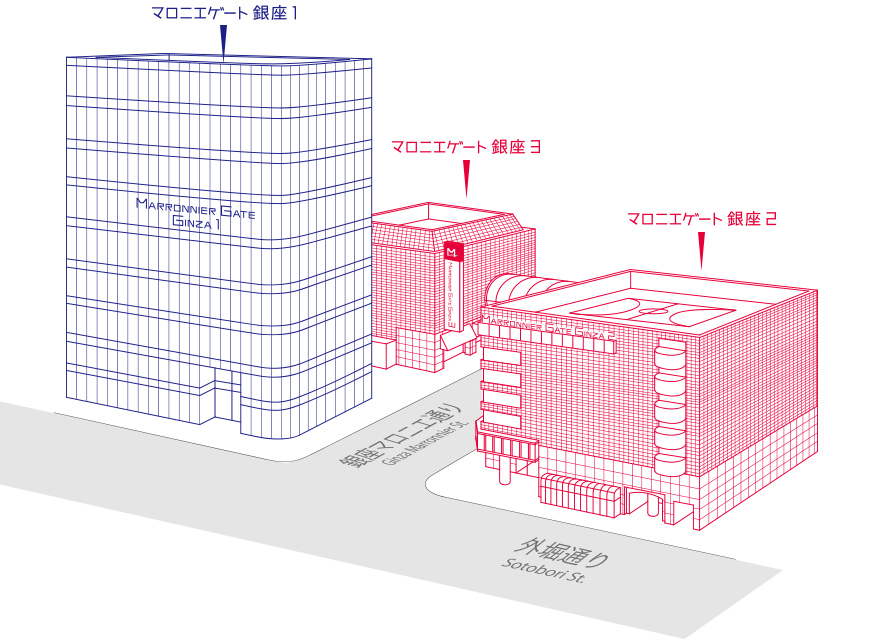 マロニエゲート 銀座 1
マロニエゲート 銀座 3
マロニエゲート 銀座 2
MARRONNIER GATE
GINZA 1
M
MARRONNIER GATE GINZA 3
MARRONNIER GATE GINZA 2
銀座マロニエ通り
Ginza Marronnier St.
外堀通り
Sotobori St.